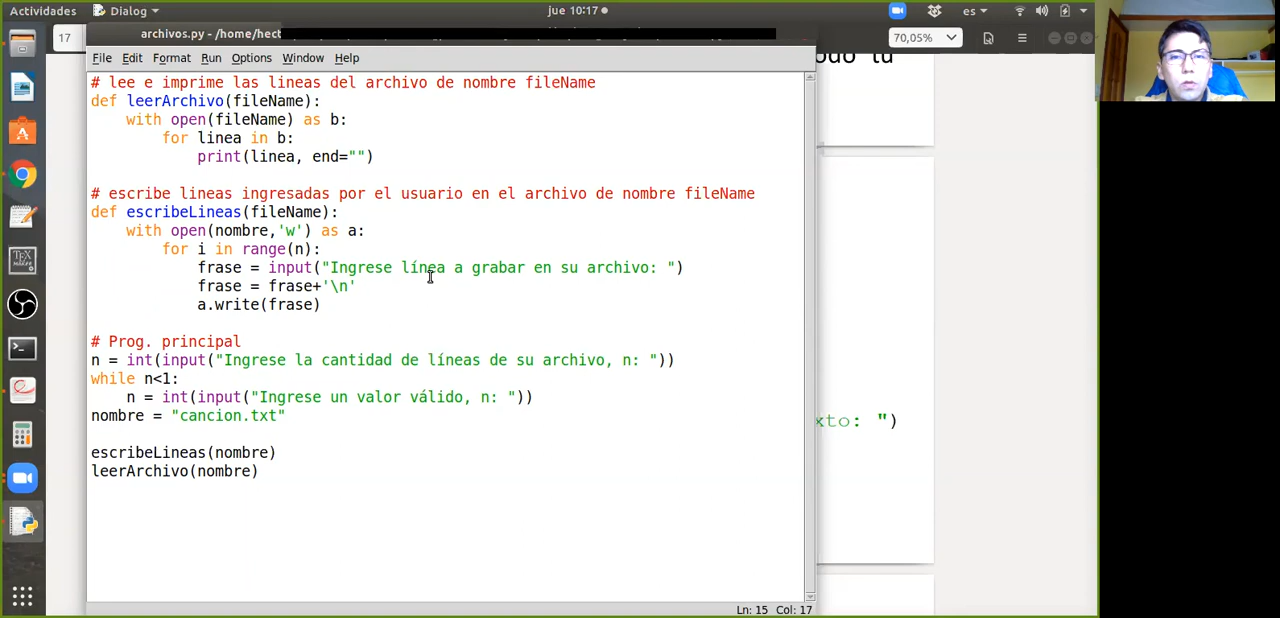 Actividades
Dialog
jue 10:17
es
17
archivos.py - /home/hect
70,05%
File Edit Format Run Options Window Help
# lee e imprime las lineas del archivo de nombre fileName
def leerArchivo(fileName):
with open(fileName) as b:
for linea in b:
print(linea, end="")
# escribe lineas ingresadas por el usuario en el archivo de nombre fileName
def escribeLineas(fileName):
with open(nombre,'w') as a:
for i in range(n):
frase = input("Ingrese línea a grabar en su archivo: ")
frase = frase+'\n'
a.write(frase)
# Prog. principal
n = int(input("Ingrese la cantidad de líneas de su archivo, n: "))
while n<1:
n = int(input("Ingrese un valor válido, n: "))
nombre = "cancion.txt"
escribeLineas(nombre)
leerArchivo(nombre)
xto: ")
Ln: 15 Col: 17